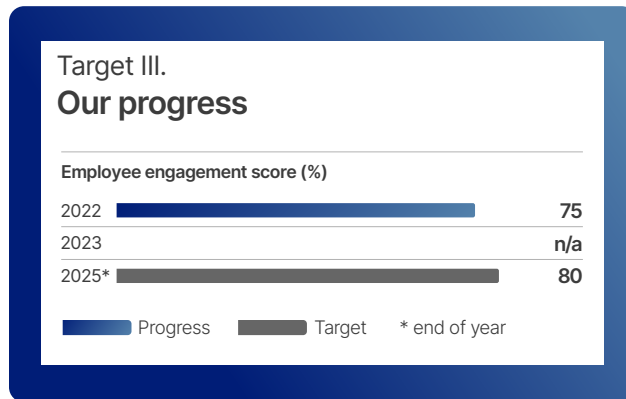 Target III.
Our progress
Employee engagement score (%)
2022 75
2023 n/a
2025* 80
Progress Target * end of year